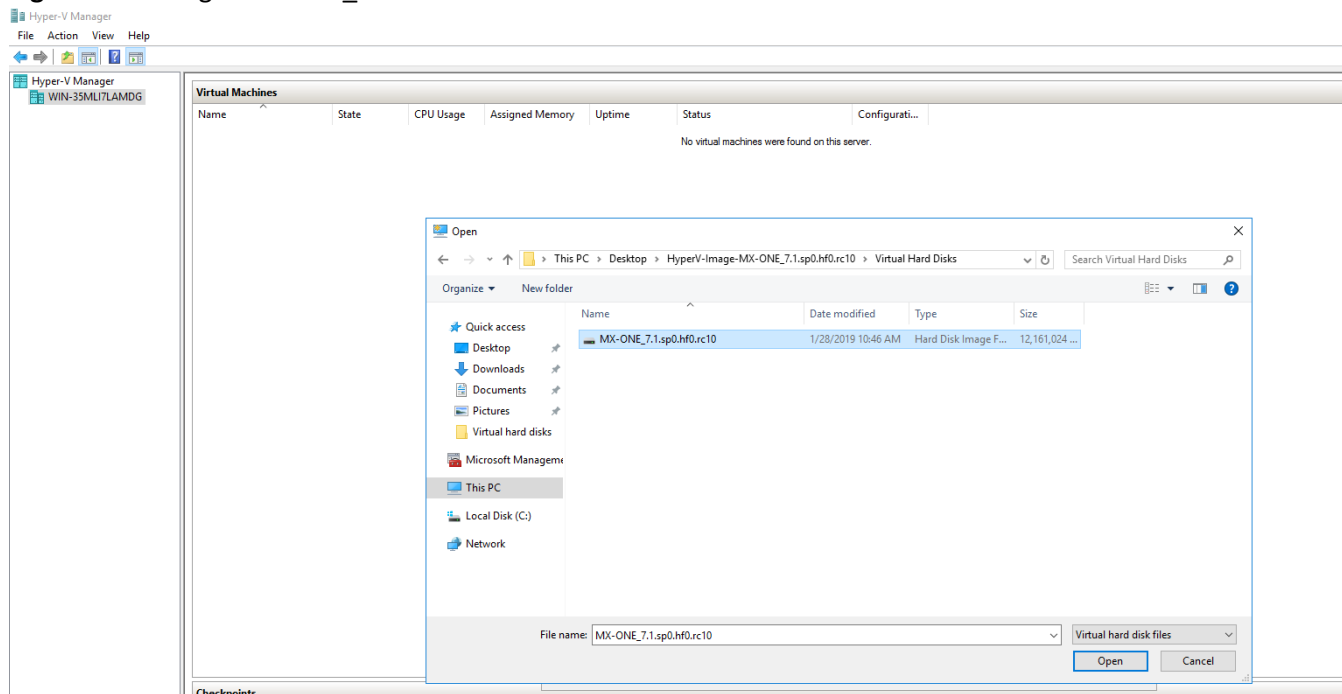 Hyper-V Manager
File Action View Help
Hyper-V Manager
WIN-35MLI7LAMDG
Virtual Machines
Name State CPU Usage Assigned Memory Uptime Status Configurati...
No virtual machines were found on this server.
Open
This PC > Desktop > HyperV-Image-MX-ONE_7.1.sp0.hf0.rc10 > Virtual Hard Disks
Search Virtual Hard Disks
Organize New folder
Name Date modified Type Size
MX-ONE_7.1.sp0.hf0.rc10 1/28/2019 10:46 AM Hard Disk Image F... 12,161,024 ...
Quick access
Desktop
Downloads
Documents
Pictures
Virtual hard disks
Microsoft Manageme
This PC
Local Disk (C:)
Network
File name: MX-ONE_7.1.sp0.hf0.rc10
Virtual hard disk files
Open Cancel
Checkpoints